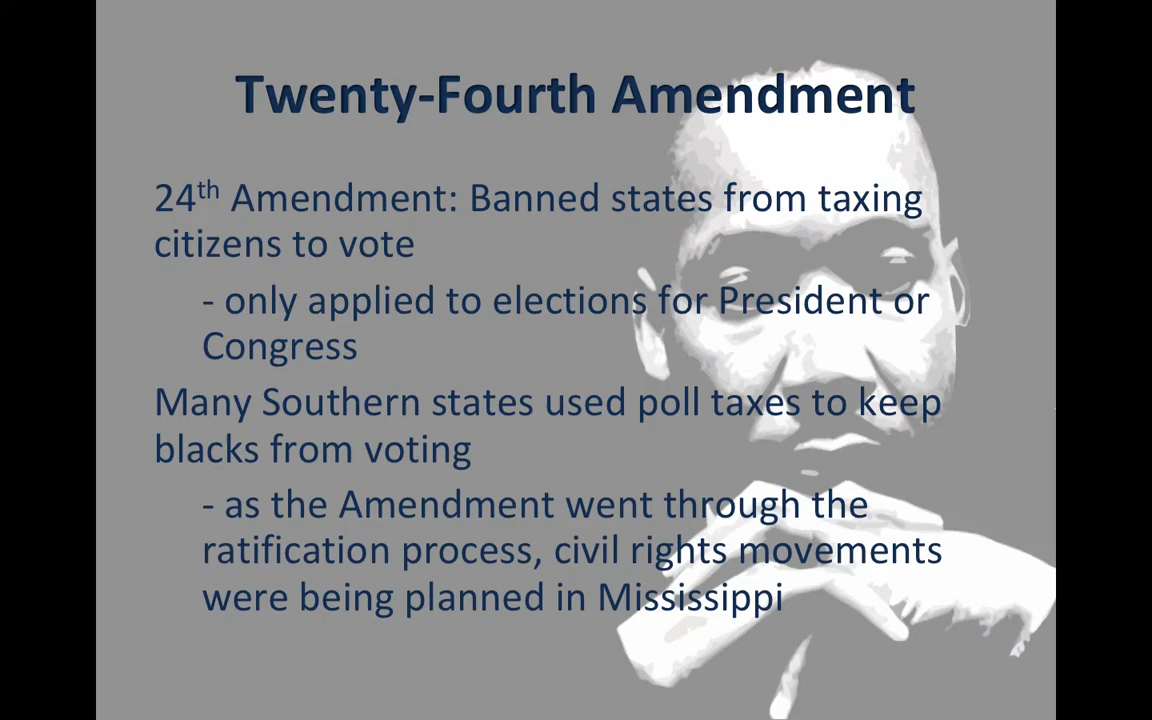 Twenty-Fourth Amendment
24th Amendment: Banned states from taxing
citizens to vote
- only applied to elections for President or
Congress
Many Southern states used poll taxes to keep
blacks from voting
- as the Amendment went through the
ratification process, civil rights movements
were being planned in Mississippi